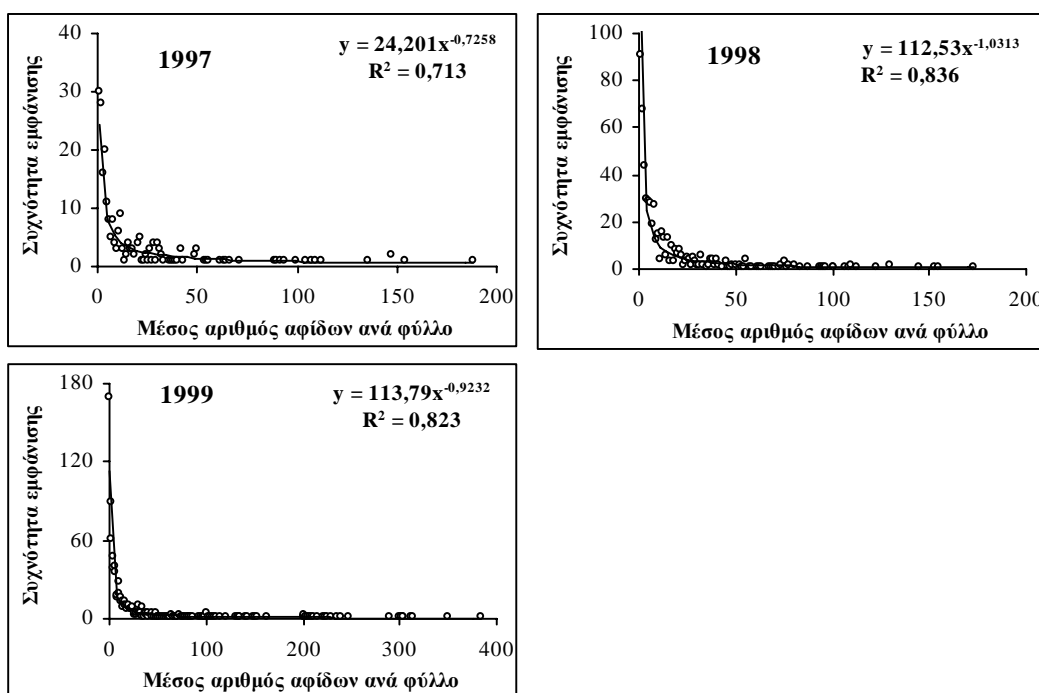 1997
y = 24,201x^-0,7258
R² = 0,713
Συχνότητα εμφάνισης
40
30
20
10
0
0 50 100 150 200
Μέσος αριθμός αφίδων ανά φύλλο
1998
y = 112,53x^-1,0313
R² = 0,836
Συχνότητα εμφάνισης
100
80
60
40
20
0
0 50 100 150 200
Μέσος αριθμός αφίδων ανά φύλλο
1999
y = 113,79x^-0,9232
R² = 0,823
Συχνότητα εμφάνισης
180
120
60
0
0 100 200 300 400
Μέσος αριθμός αφίδων ανά φύλλο